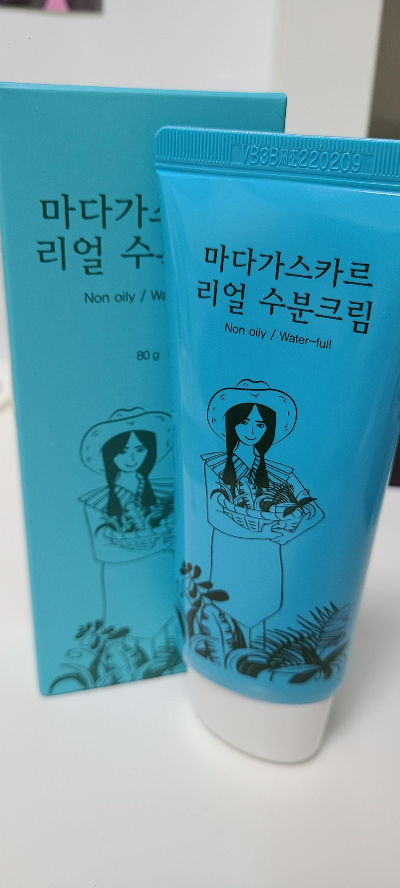 마다가스
리얼 수
Non oily / Wa
80 g
YB3B제조220209
마다가스카르
리얼 수분크림
Non oily / Water-full